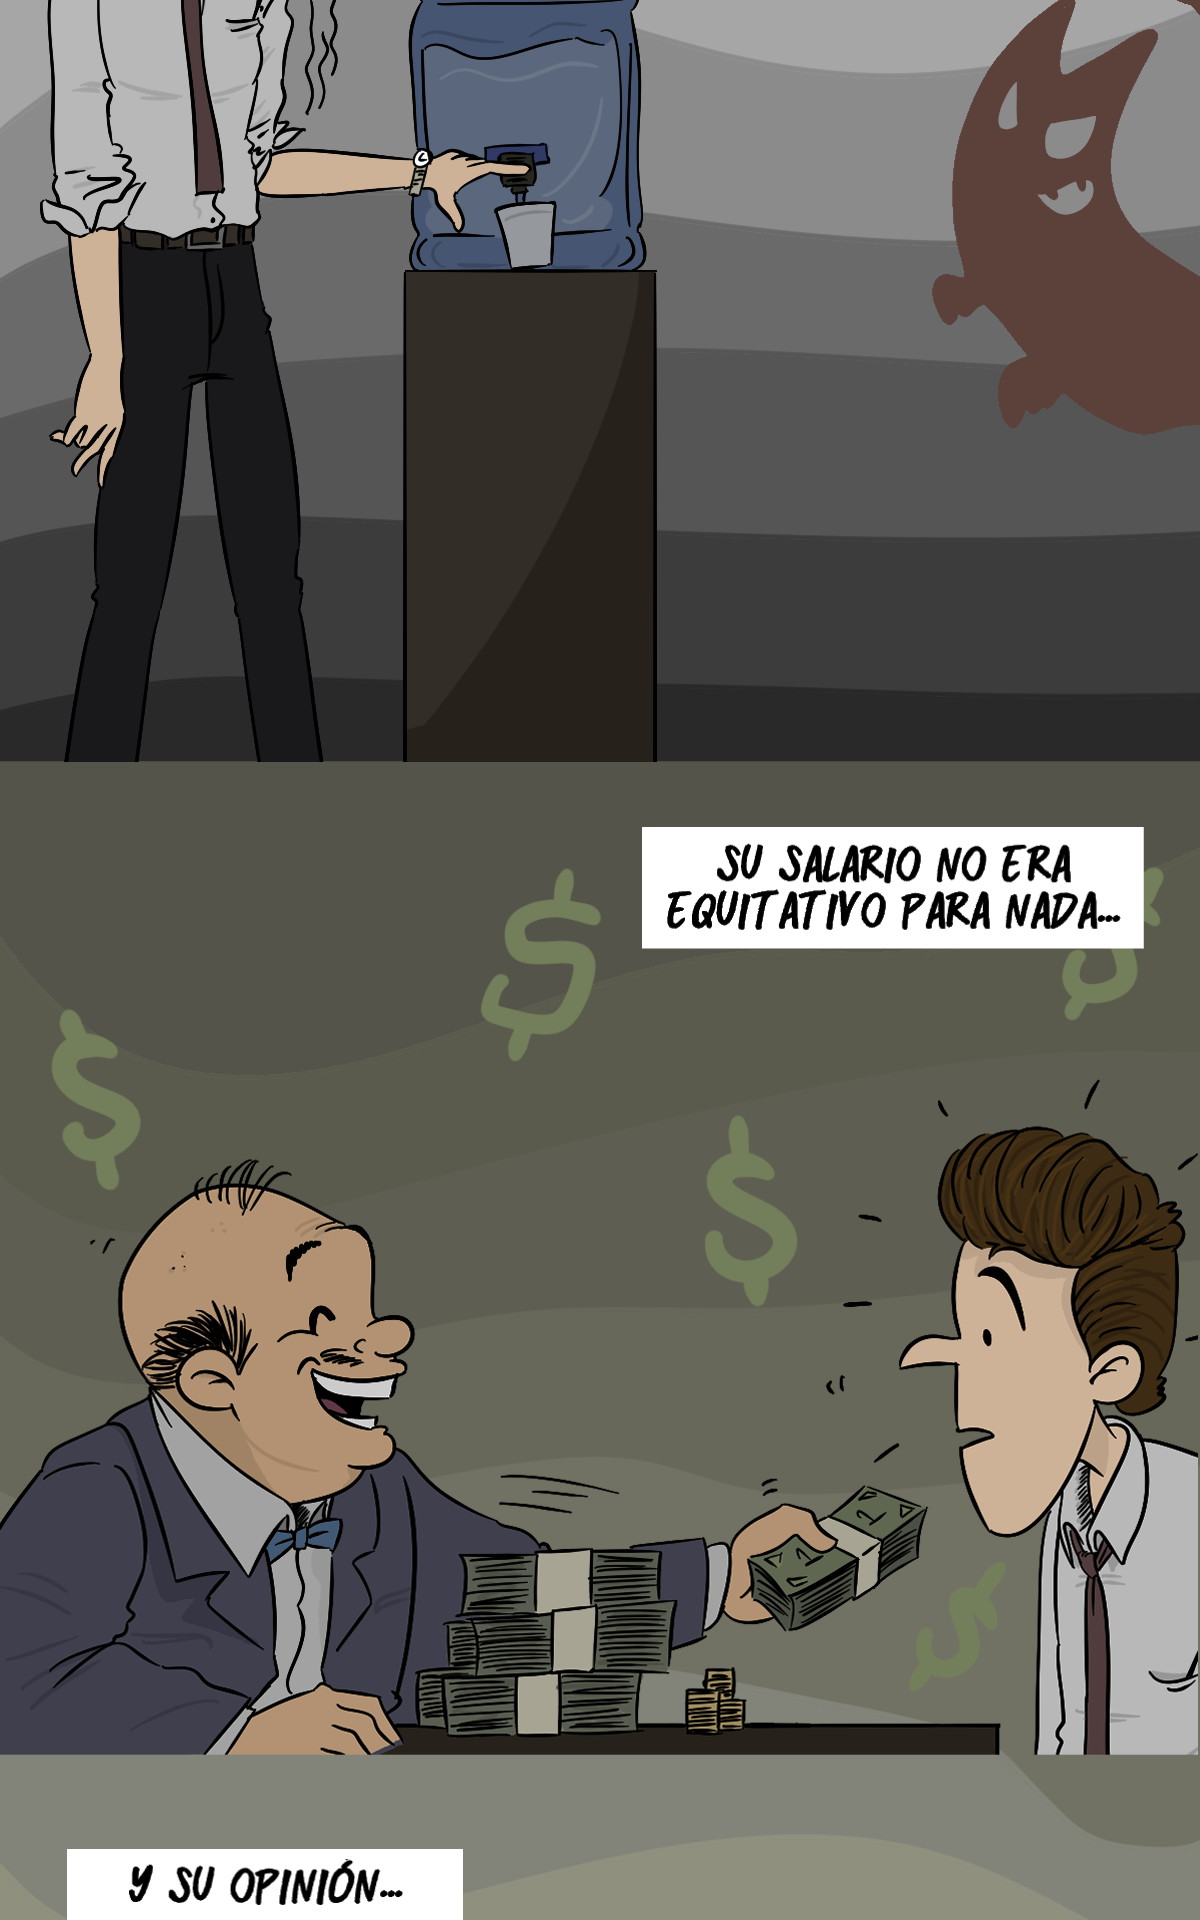 SU SALARIO NO ERA
EQUITATIVO PARA NADA...
$
$
$
$
$
Y SU OPINIÓN...